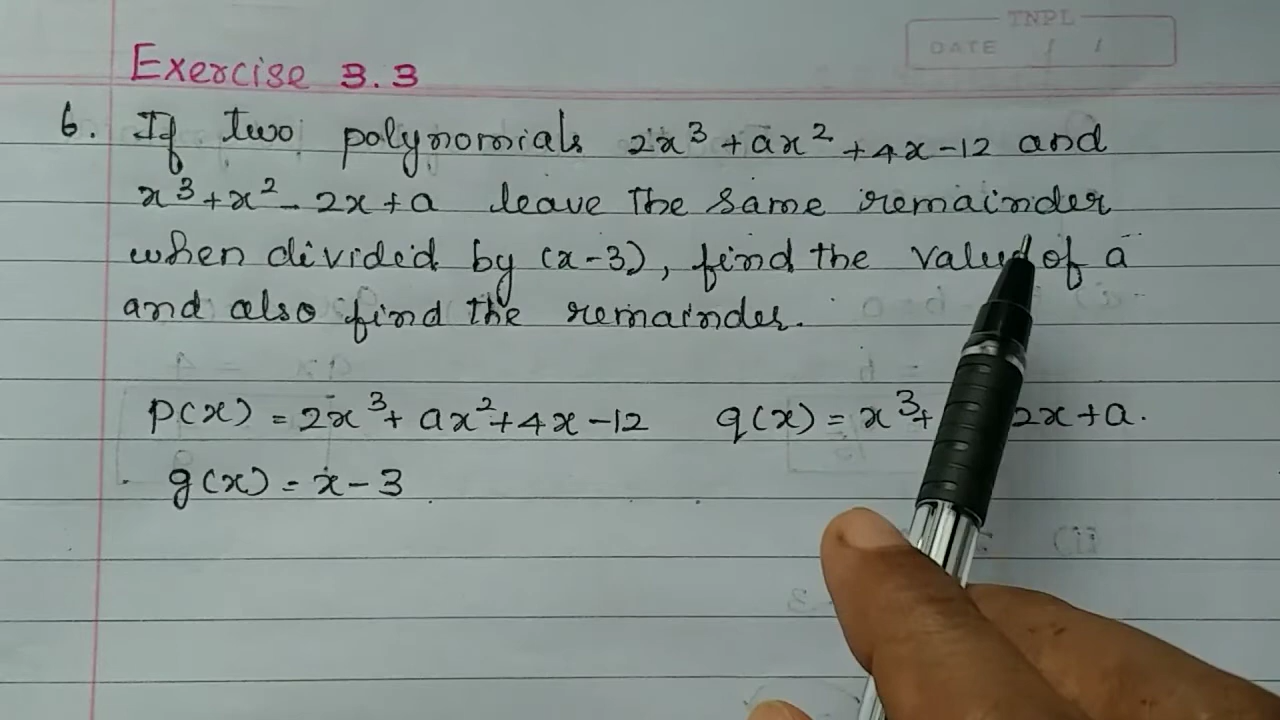 TNPL
DATE / /
Exercise 3.3
6. If two polynomials 2x³ + ax² + 4x - 12 and
x³ + x² - 2x + a leave the same remainder
when divided by (x-3), find the value of a
and also find the remainder.
p(x) = 2x³ + ax² + 4x - 12 q(x) = x³ + 2x + a.
g(x) = x - 3